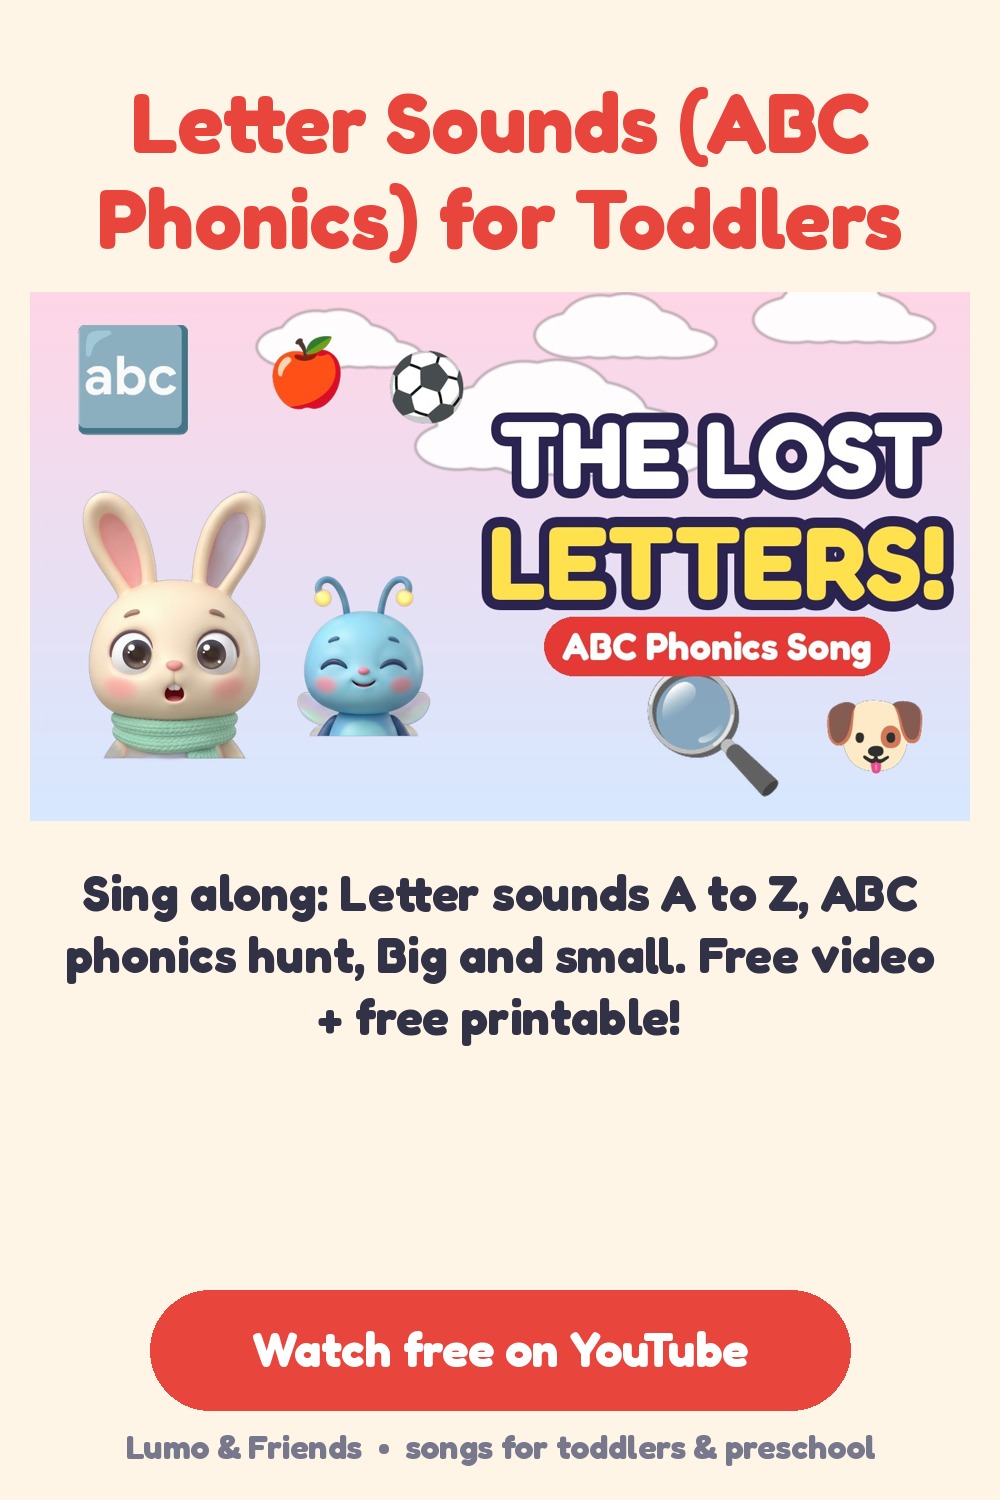 Letter Sounds (ABC
Phonics) for Toddlers
abc
THE LOST
LETTERS!
ABC Phonics Song
Sing along: Letter sounds A to Z, ABC
phonics hunt, Big and small. Free video
+ free printable!
Watch free on YouTube
Lumo & Friends • songs for toddlers & preschool